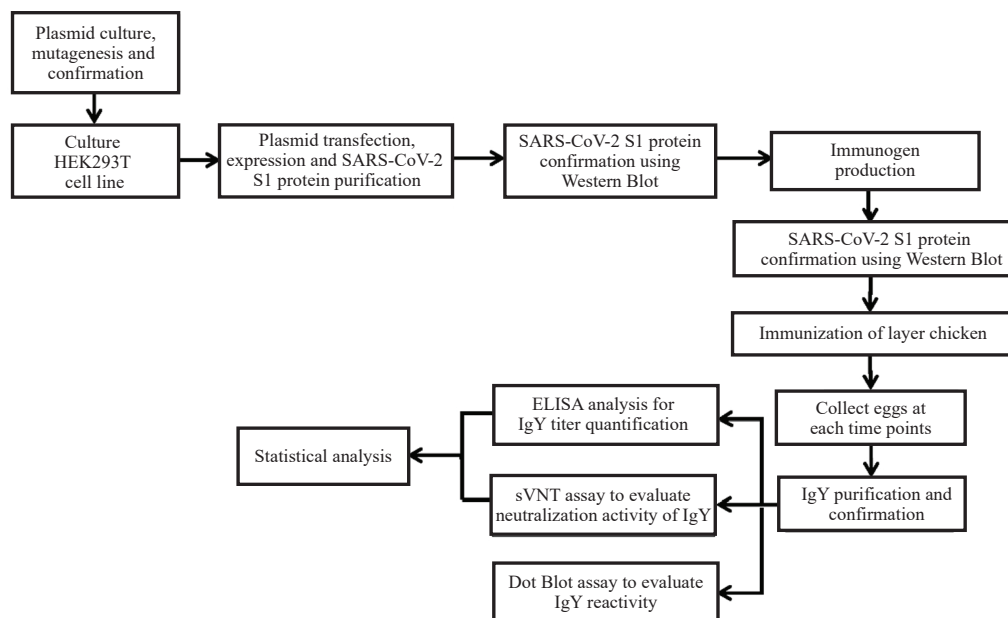 Plasmid culture,
mutagenesis and
confirmation
Culture
HEK293T
cell line
Plasmid transfection,
expression and SARS-CoV-2
S1 protein purification
SARS-CoV-2 S1 protein
confirmation using
Western Blot
Immunogen
production
SARS-CoV-2 S1 protein
confirmation using Western Blot
Immunization of layer chicken
Collect eggs at
each time points
IgY purification and
confirmation
ELISA analysis for
IgY titer quantification
sVNT assay to evaluate
neutralization activity of IgY
Dot Blot assay to evaluate
IgY reactivity
Statistical analysis